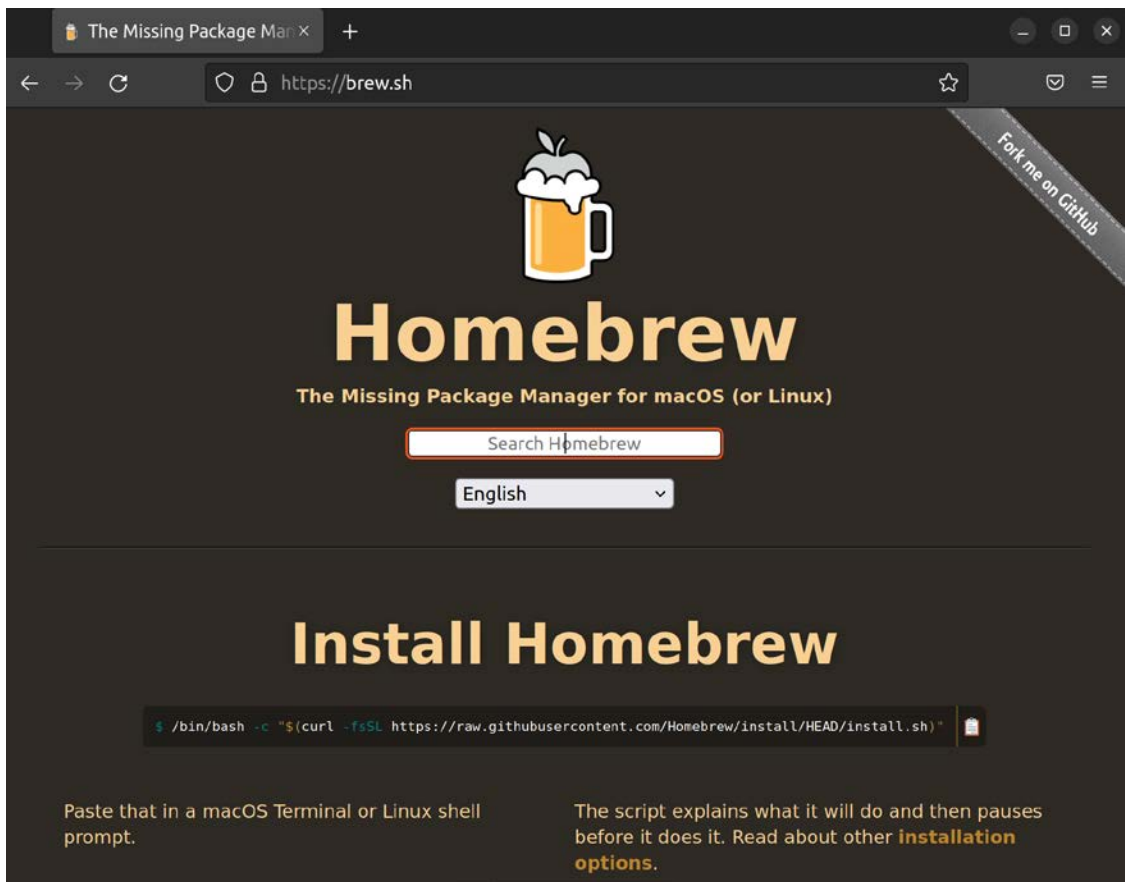 The Missing Package Man
https://brew.sh
Fork me on GitHub
Homebrew
The Missing Package Manager for macOS (or Linux)
Search Homebrew
English
Install Homebrew
$ /bin/bash -c "$(curl -fsSL https://raw.githubusercontent.com/Homebrew/install/HEAD/install.sh)"
Paste that in a macOS Terminal or Linux shell
prompt.
The script explains what it will do and then pauses
before it does it. Read about other installation
options.